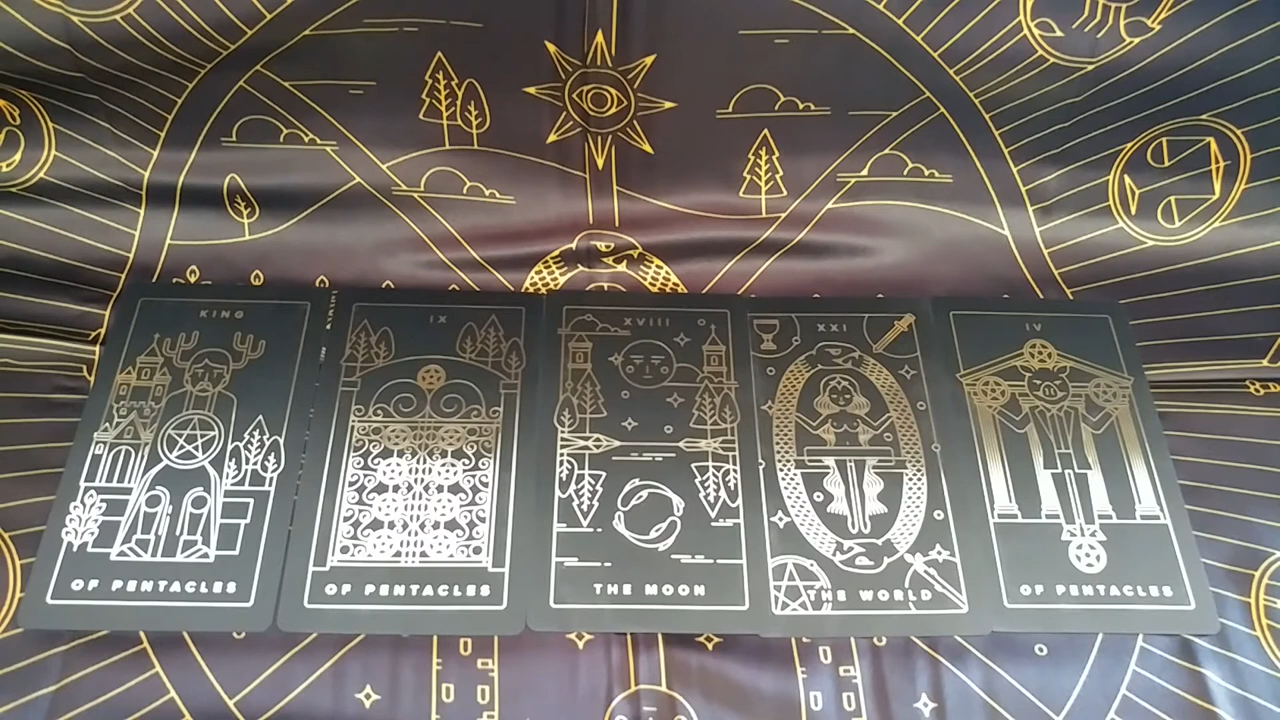 KING
OF PENTACLES
IX
OF PENTACLES
XVIII
THE MOON
XXI
THE WORLD
IV
OF PENTACLES